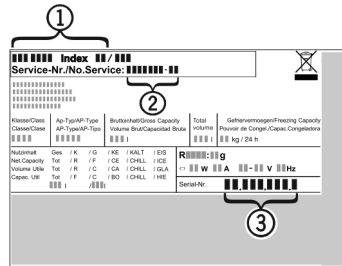 1
Index /
Service-Nr./No.Service: -
2
Klasse/Class Ap-Typ/AP-Type Bruttoinhalt/Gross Capacity Total Gefriervermoegen/Freezing Capacity
Classe/Clase AP-Type/AP-Tipo Volume Brut/Capacidad Bruta volume Pouvoir de Congel./Capac.Congeladora
l l kg / 24 h
Nutzinhalt Ges / K / G / KE / KALT / EIS
Net.Capacity Tot / R / F / CE / CHILL / ICE
Volume Utile Tot / R / C / CA / CHILL / GLA
Capac. Util Tot / F / C / BO / CHILL / HIE
l / l
R : g
W A - V Hz
Serial-Nr. . . .
3